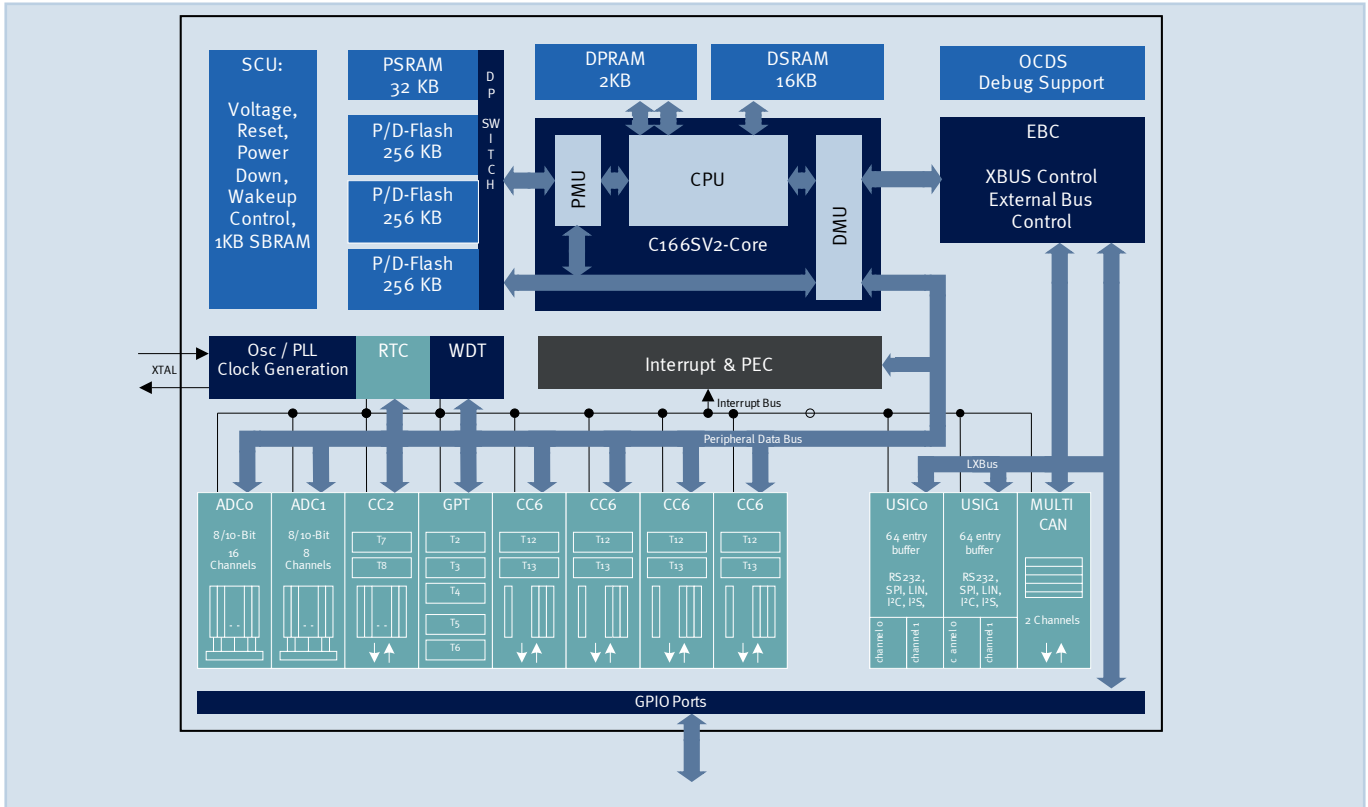 SCU:
Voltage,
Reset,
Power
Down,
Wakeup
Control,
1KB SBRAM
PSRAM
32 KB
P/D-Flash
256 KB
P/D-Flash
256 KB
P/D-Flash
256 KB
DP
SWITCH
DPRAM
2KB
DSRAM
16KB
PMU
CPU
DMU
C166SV2-Core
OCDS
Debug Support
EBC
XBUS Control
External Bus
Control
XTAL
Osc / PLL
Clock Generation
RTC
WDT
Interrupt & PEC
Interrupt Bus
Peripheral Data Bus
LXBus
ADC0
8/10-Bit
16
Channels
- -
ADC1
8/10-Bit
8
Channels
- -
CC2
T7
T8
- -
GPT
T2
T3
T4
T5
T6
CC6
T12
T13
CC6
T12
T13
CC6
T12
T13
CC6
T12
T13
USIC0
64 entry
buffer
RS232,
SPI, LIN,
I²C, I²S,
channel 0
channel 1
USIC1
64 entry
buffer
RS232,
SPI, LIN,
I²C, I²S,
c annel 0
channel 1
MULTI
CAN
2 Channels
GPIO Ports